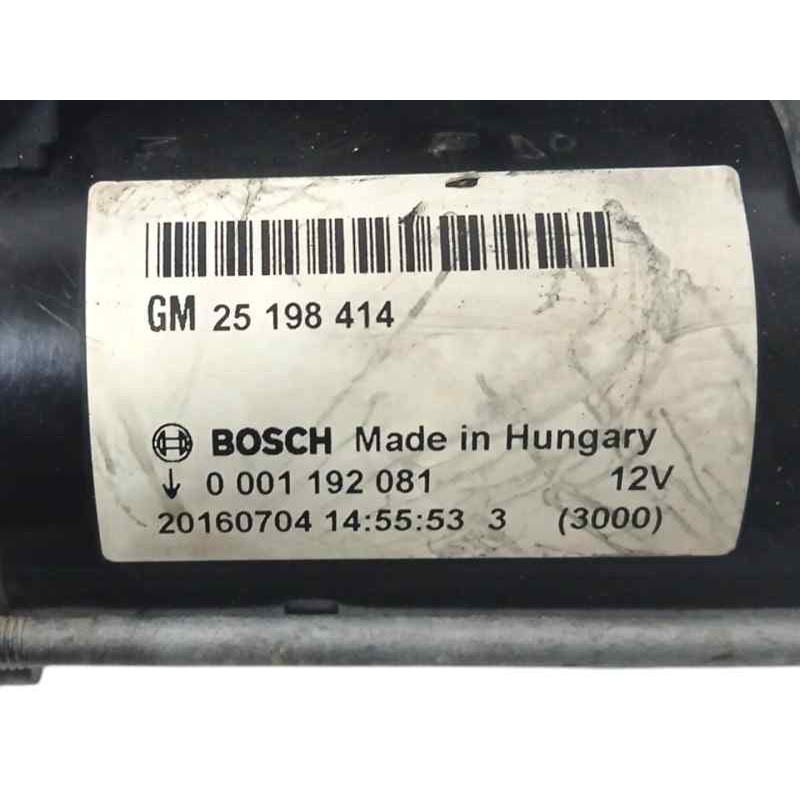 GM 25 198 414
BOSCH Made in Hungary
↓ 0 001 192 081 12V
20160704 14:55:53 3 (3000)